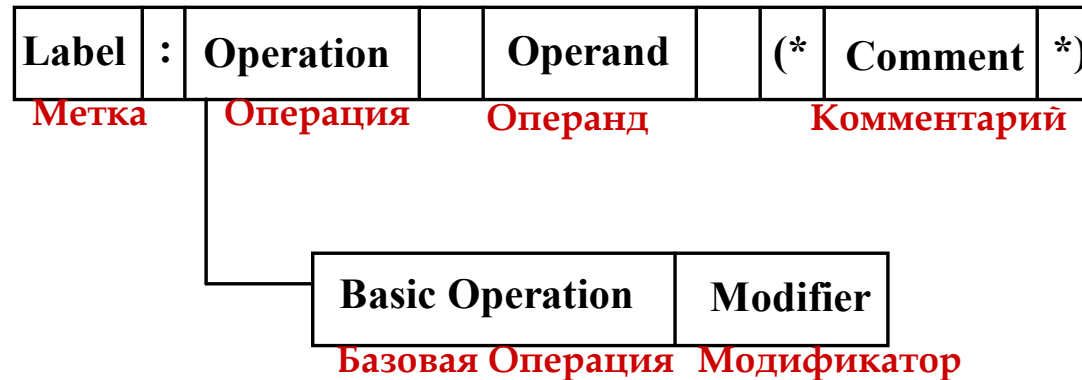 Label : Operation Operand (* Comment *)
Метка Операция Операнд Комментарий
Basic Operation Modifier
Базовая Операция Модификатор